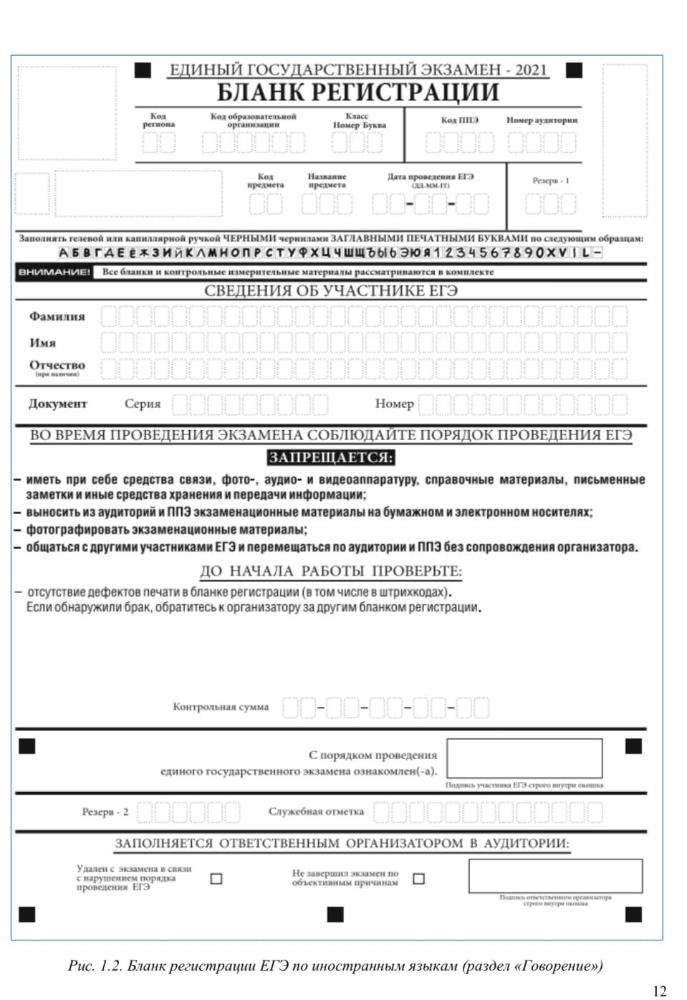 ЕДИНЫЙ ГОСУДАРСТВЕННЫЙ ЭКЗАМЕН - 2021
БЛАНК РЕГИСТРАЦИИ
Код региона
Код образовательной организации
Класс Номер Буква
Код ППЭ
Номер аудитории
Код предмета
Название предмета
Дата проведения ЕГЭ
(ДД-ММ-ГГ)
Резерв - 1
Заполнять гелевой или капиллярной ручкой ЧЕРНЫМИ чернилами ЗАГЛАВНЫМИ ПЕЧАТНЫМИ БУКВАМИ по следующим образцам:
АБВГДЕЁЖЗИЙКЛМНОПРСТУФХЦЧШЩЪЫЬЭЮЯ1234567890XVIL-
ВНИМАНИЕ! Все бланки и контрольные измерительные материалы рассматриваются в комплекте
СВЕДЕНИЯ ОБ УЧАСТНИКЕ ЕГЭ
Фамилия
Имя
Отчество
(при наличии)
Документ Серия Номер
ВО ВРЕМЯ ПРОВЕДЕНИЯ ЭКЗАМЕНА СОБЛЮДАЙТЕ ПОРЯДОК ПРОВЕДЕНИЯ ЕГЭ
ЗАПРЕЩАЕТСЯ:
– иметь при себе средства связи, фото-, аудио- и видеоаппаратуру, справочные материалы, письменные
заметки и иные средства хранения и передачи информации;
– выносить из аудиторий и ППЭ экзаменационные материалы на бумажном и электронном носителях;
– фотографировать экзаменационные материалы;
– общаться с другими участниками ЕГЭ и перемещаться по аудитории и ППЭ без сопровождения организатора.
ДО НАЧАЛА РАБОТЫ ПРОВЕРЬТЕ:
– отсутствие дефектов печати в бланке регистрации (в том числе в штрихкодах).
Если обнаружили брак, обратитесь к организатору за другим бланком регистрации.
Контрольная сумма
С порядком проведения
единого государственного экзамена ознакомлен(-а).
Подпись участника ЕГЭ строго внутри окошка
Резерв - 2 Служебная отметка
ЗАПОЛНЯЕТСЯ ОТВЕТСТВЕННЫМ ОРГАНИЗАТОРОМ В АУДИТОРИИ:
Удален с экзамена в связи
с нарушением порядка
проведения ЕГЭ
Не завершил экзамен по
объективным причинам
Подпись ответственного организатора
строго внутри окошка
Рис. 1.2. Бланк регистрации ЕГЭ по иностранным языкам (раздел «Говорение»)
12